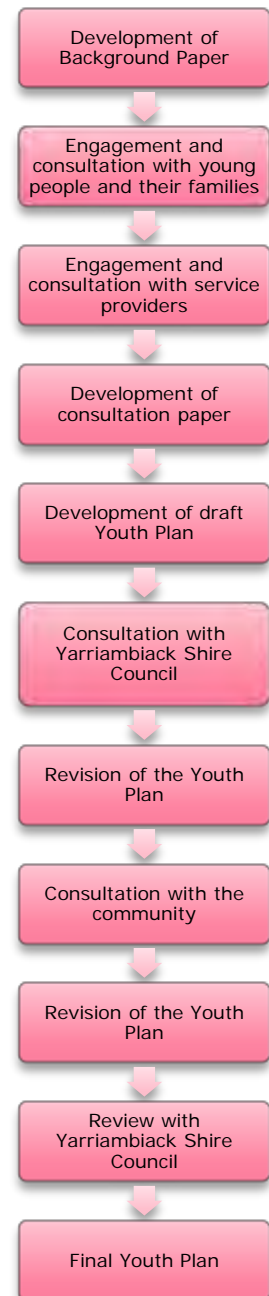 Development of
Background Paper
Engagement and
consultation with young
people and their families
Engagement and
consultation with service
providers
Development of
consultation paper
Development of draft
Youth Plan
Consultation with
Yarriambiack Shire
Council
Revision of the Youth
Plan
Consultation with the
community
Revision of the Youth
Plan
Review with
Yarriambiack Shire
Council
Final Youth Plan